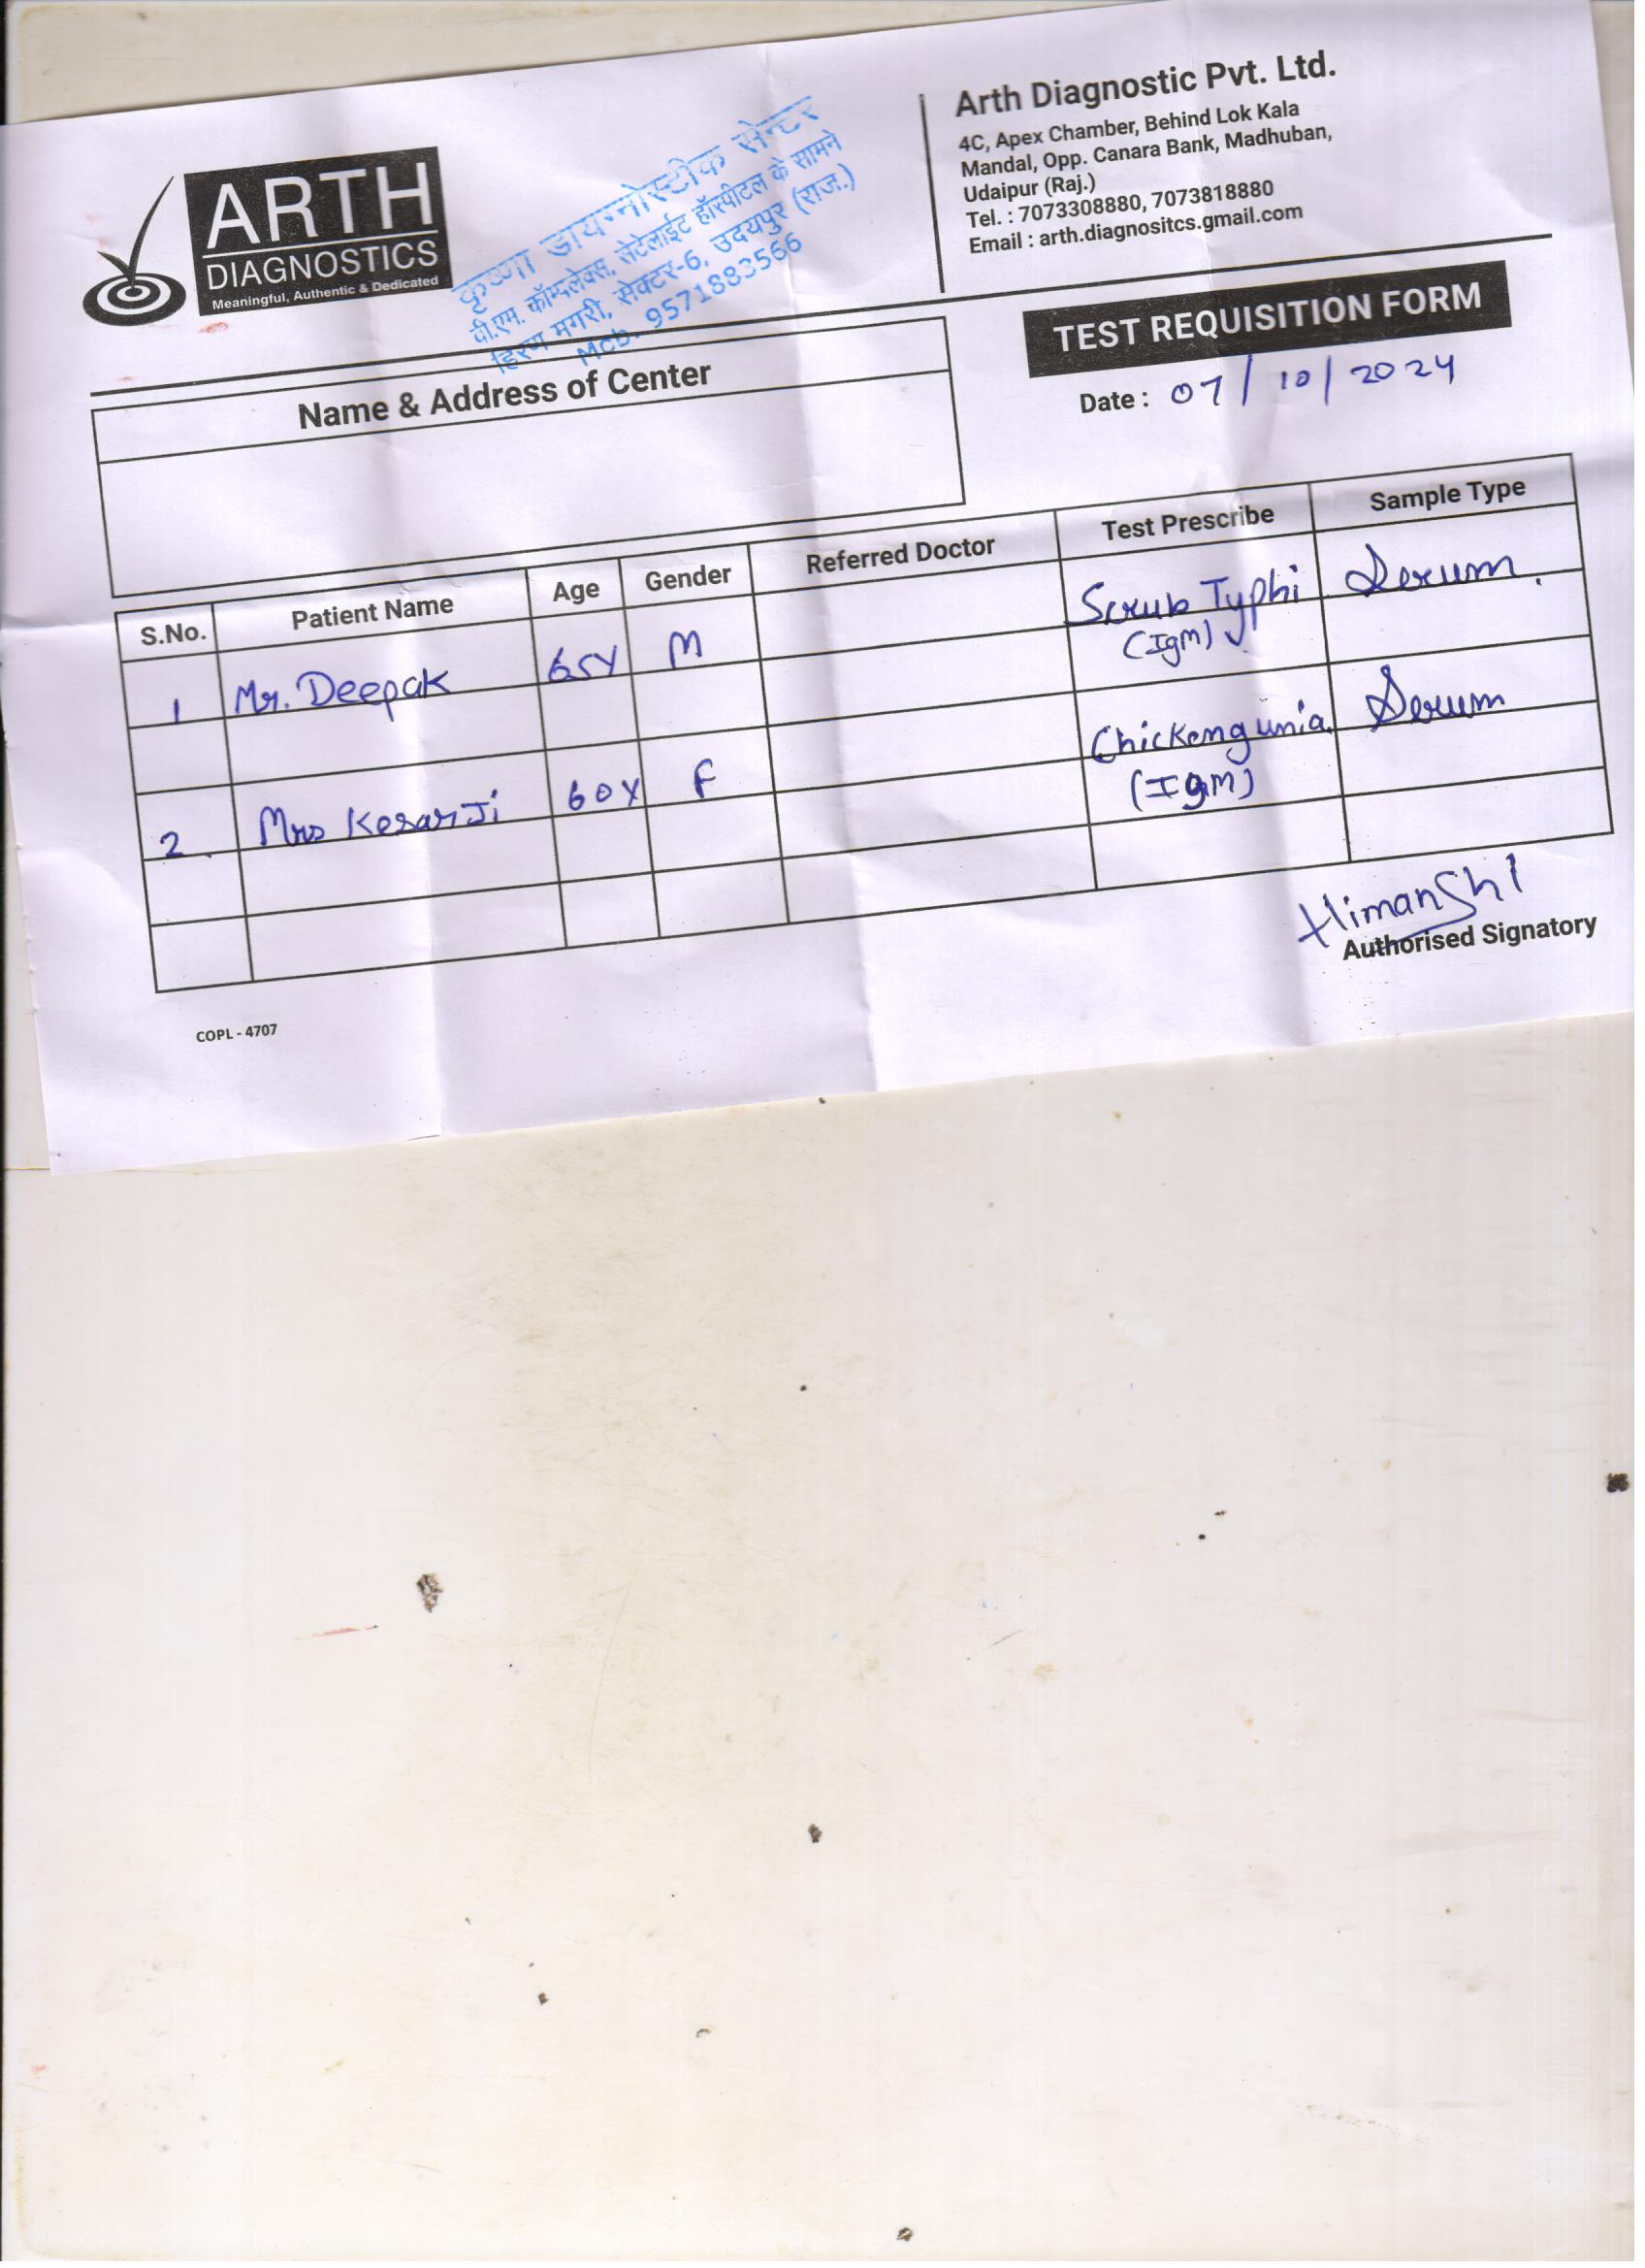 ARTH
DIAGNOSTICS
Meaningful, Authentic & Dedicated
कृष्णा डायग्नोस्टीक सेन्टर
वी.एम. कॉम्पलेक्स, सेटेलाईट हॉस्पीटल के सामने
हिरण मगरी, सेक्टर-6, उदयपुर (राज.)
Mob. 9571883566
Arth Diagnostic Pvt. Ltd.
4C, Apex Chamber, Behind Lok Kala
Mandal, Opp. Canara Bank, Madhuban,
Udaipur (Raj.)
Tel. : 7073308880, 7073818880
Email : arth.diagnositcs.gmail.com
TEST REQUISITION FORM
Date : 07/10/2024
Name & Address of Center
S.No. Patient Name Age Gender Referred Doctor Test Prescribe Sample Type
1 Mr. Deepak 65Y M Scrub Typhi Serum.
(IgM)
2. Mrs Kesar Ji 60Y F Chickengunia Serum
(IgM)
Himanshi
Authorised Signatory
COPL - 4707